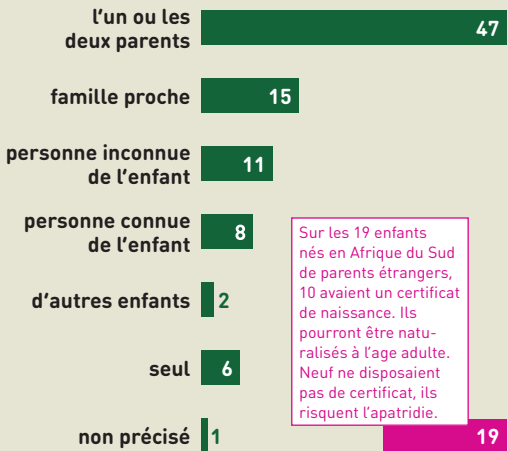 l'un ou les
deux parents
47
famille proche
15
personne inconnue
de l'enfant
11
personne connue
de l'enfant
8
d'autres enfants
2
seul
6
non précisé
1
Sur les 19 enfants
nés en Afrique du Sud
de parents étrangers,
10 avaient un certificat
de naissance. Ils
pourront être natu-
ralisés à l'age adulte.
Neuf ne disposaient
pas de certificat, ils
risquent l'apatridie.
19